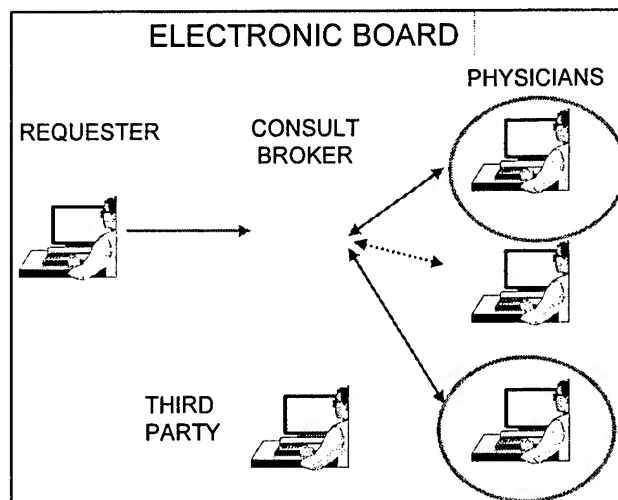 ELECTRONIC BOARD
PHYSICIANS
REQUESTER
CONSULT
BROKER
THIRD
PARTY